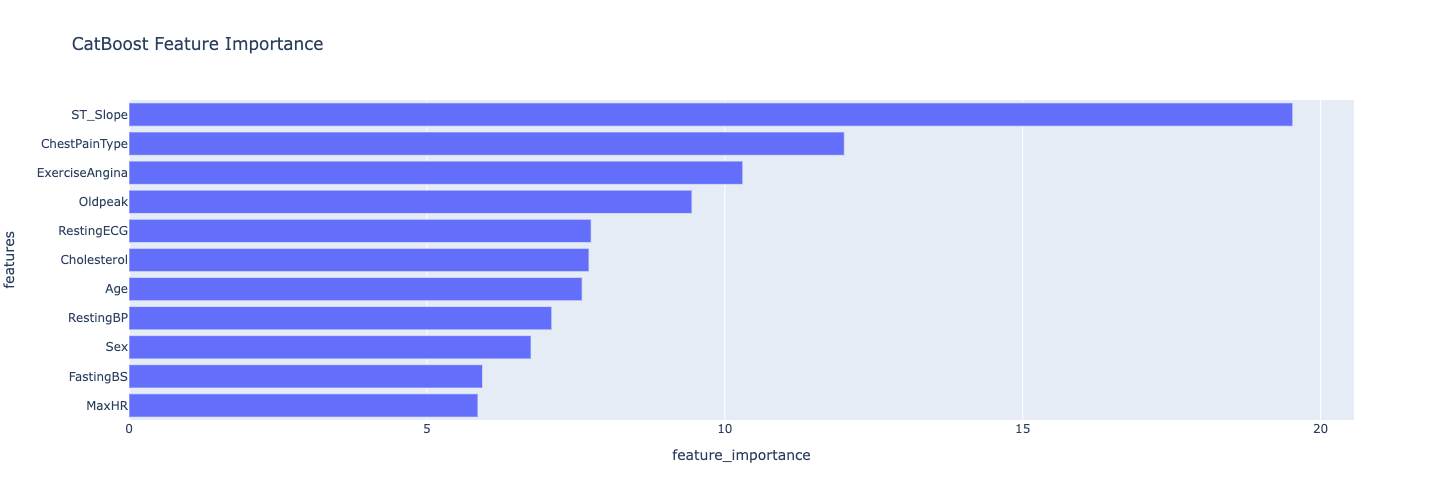 CatBoost Feature Importance
features
ST_Slope
ChestPainType
ExerciseAngina
Oldpeak
RestingECG
Cholesterol
Age
RestingBP
Sex
FastingBS
MaxHR
0 5 10 15 20
feature_importance